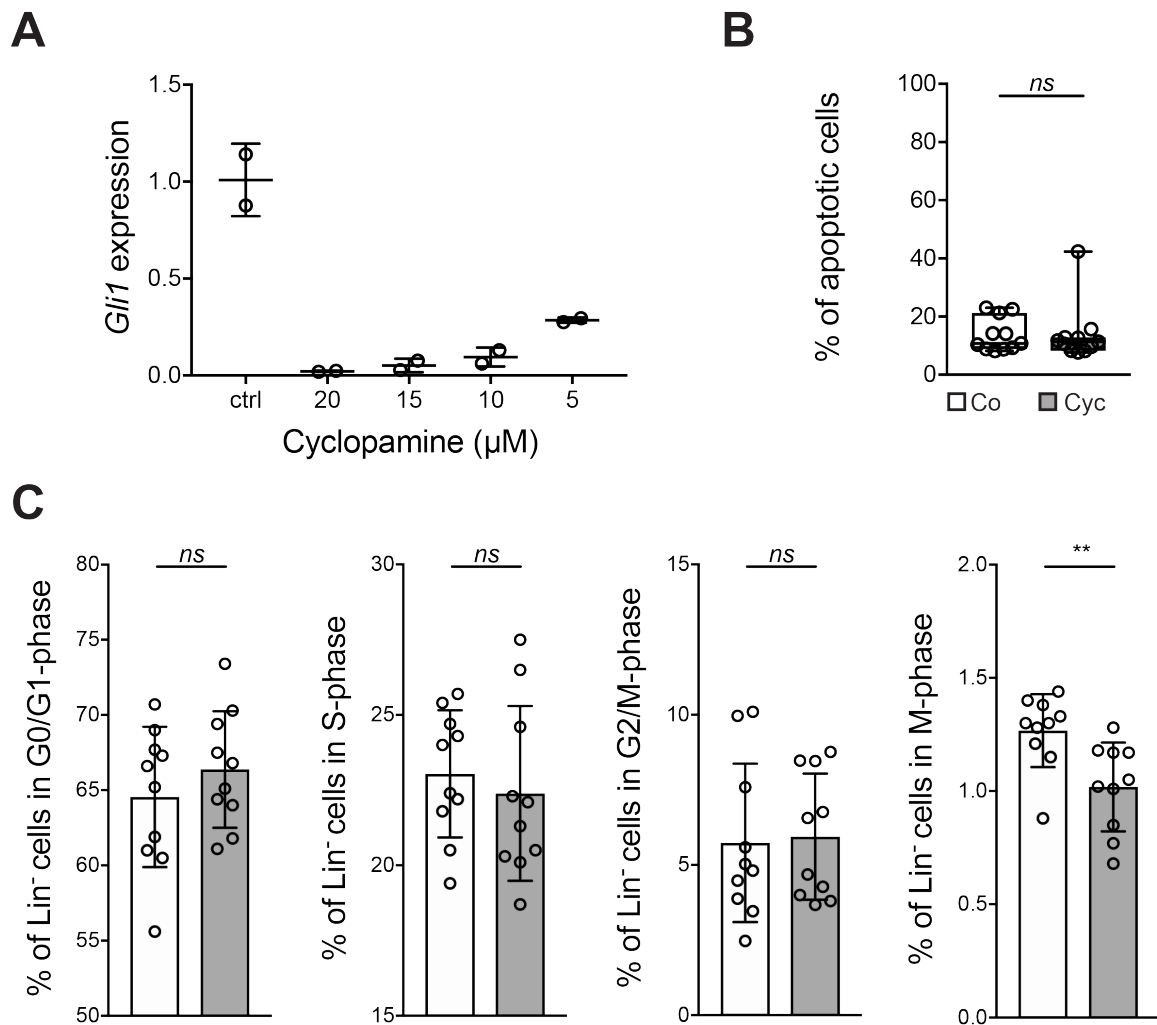 A
Gli1 expression
1.5
1.0
0.5
0.0
ctrl 20 15 10 5
Cyclopamine (µM)
B
% of apoptotic cells
100
80
60
40
20
0
ns
Co Cyc
C
% of Lin- cells in G0/G1-phase
80
75
70
65
60
55
50
ns
% of Lin- cells in S-phase
30
25
20
15
ns
% of Lin- cells in G2/M-phase
15
10
5
0
ns
% of Lin- cells in M-phase
2.0
1.5
1.0
0.5
0.0
**